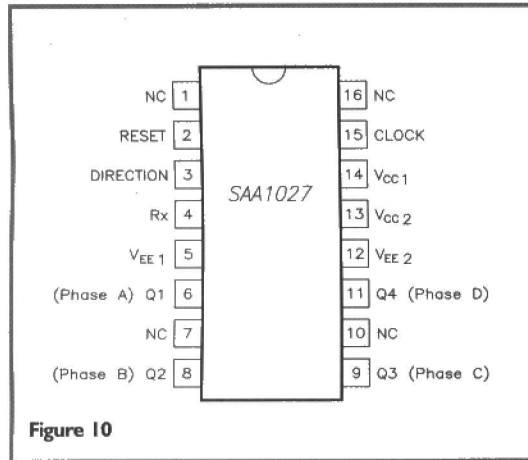 NC 1 16 NC
RESET 2 15 CLOCK
DIRECTION 3 14 VCC 1
SAA1027
Rx 4 13 VCC 2
VEE 1 5 12 VEE 2
(Phase A) Q1 6 11 Q4 (Phase D)
NC 7 10 NC
(Phase B) Q2 8 9 Q3 (Phase C)
Figure 10